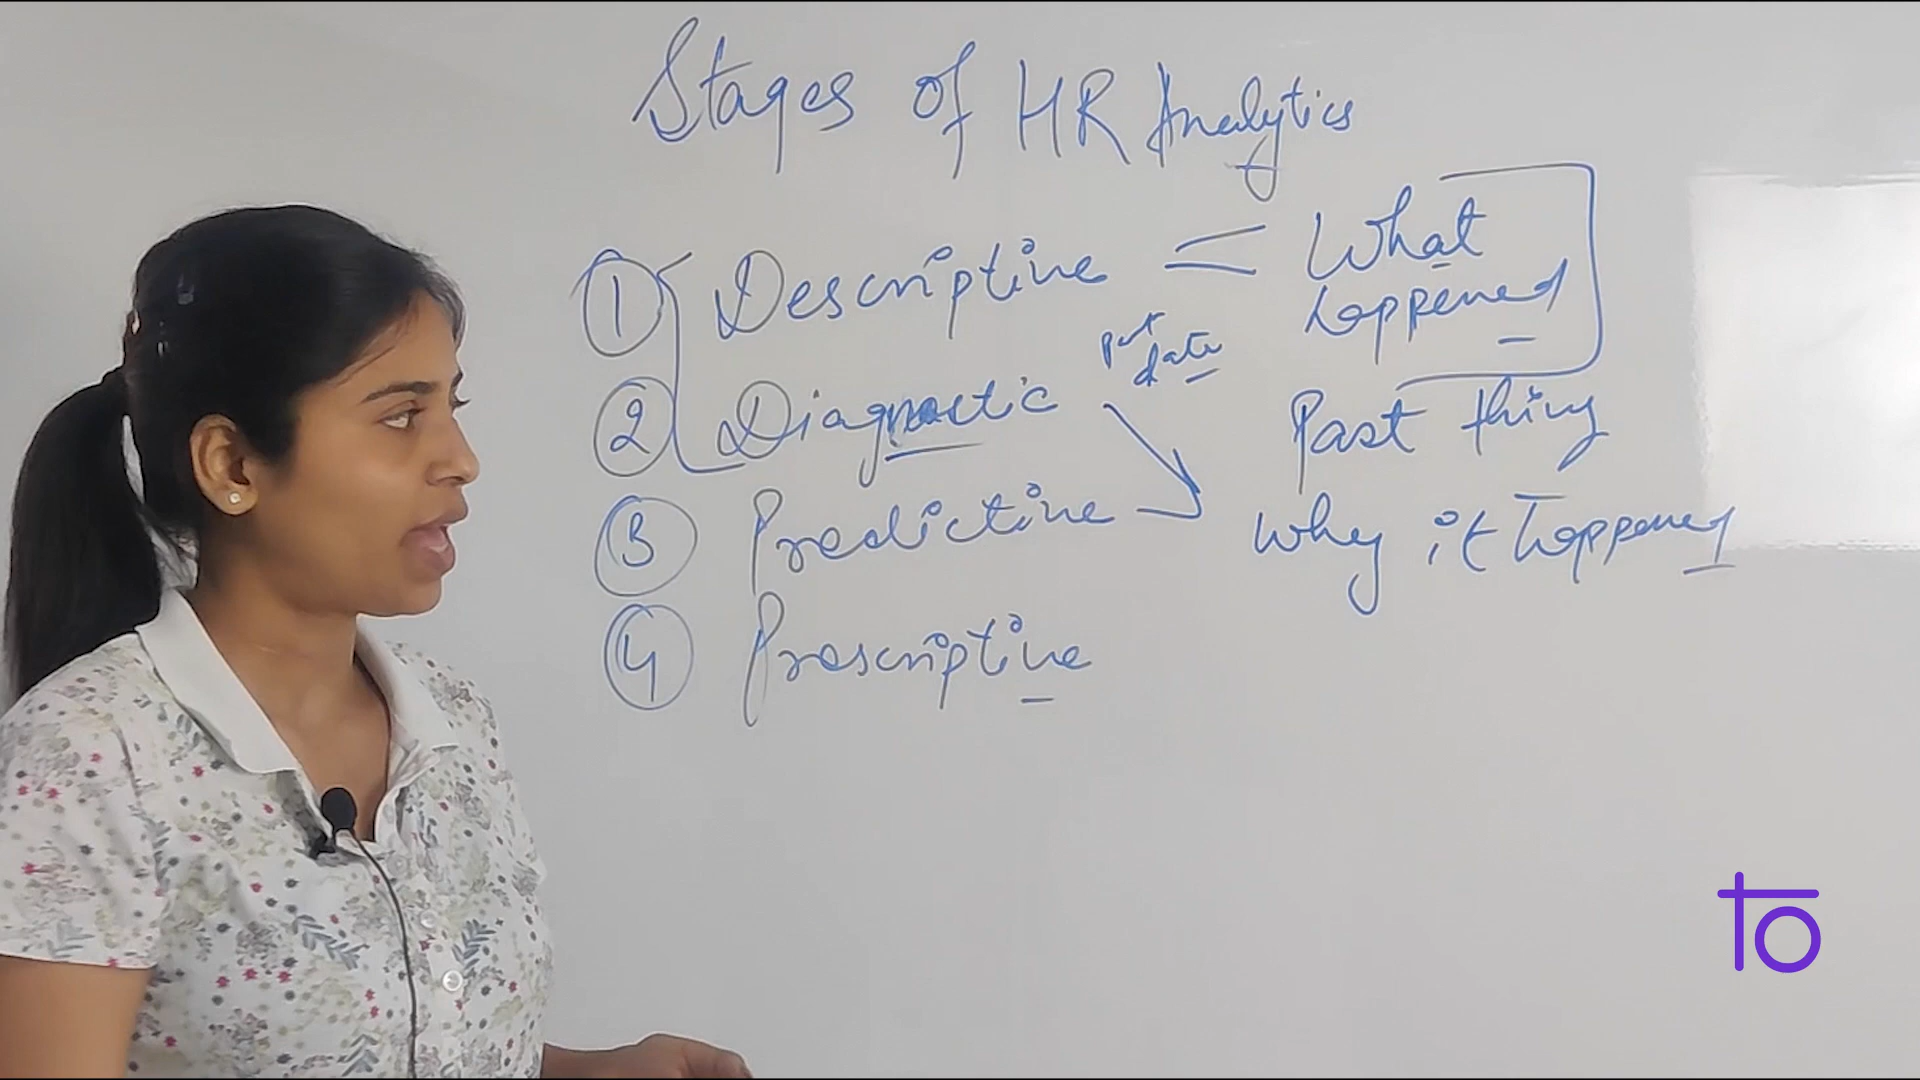 Stages of HR Analytics
① Descriptive = What happened
past data
② Diagnostic
Past thing
③ Predictive
Why it happened
④ Prescriptive
to